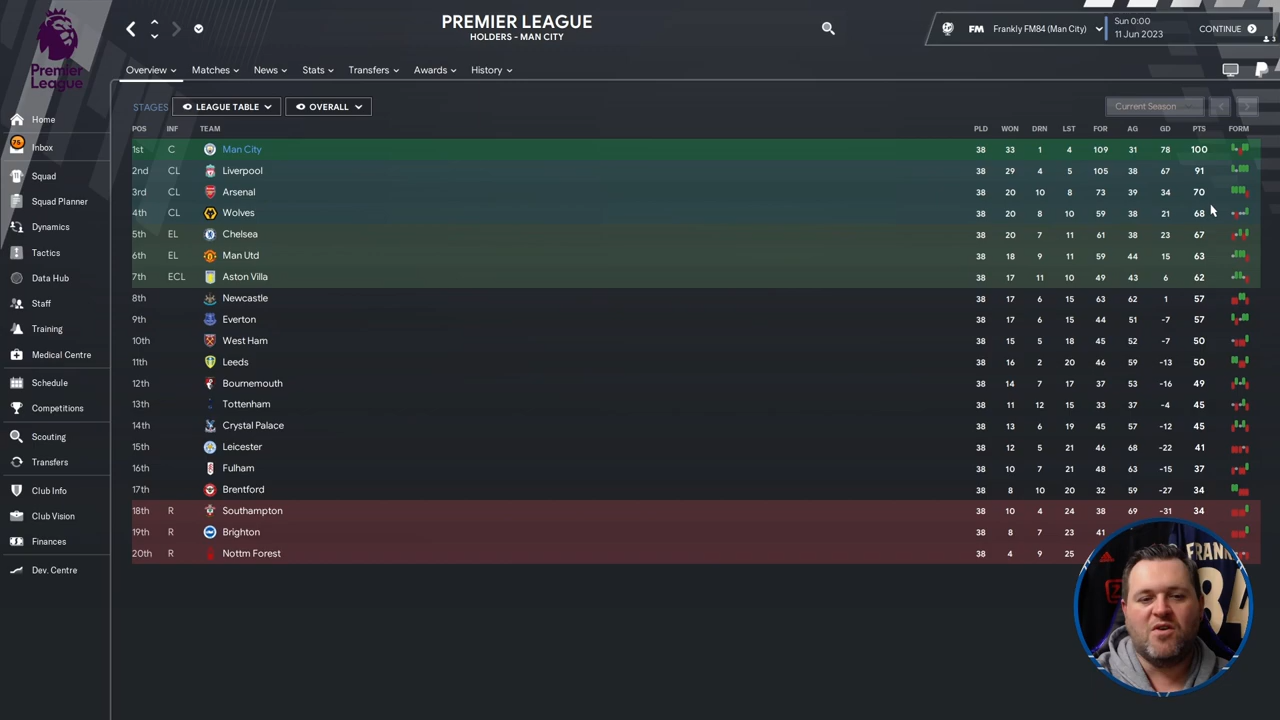 PREMIER LEAGUE
HOLDERS - MAN CITY
FM Frankly FM84 (Man City)
Sun 0:00
11 Jun 2023
CONTINUE
3
Premier
League
Overview Matches News Stats Transfers Awards History
STAGES LEAGUE TABLE OVERALL Current Season
POS INF TEAM PLD WON DRN LST FOR AG GD PTS FORM
1st C Man City 38 33 1 4 109 31 78 100
2nd CL Liverpool 38 29 4 5 105 38 67 91
3rd CL Arsenal 38 20 10 8 73 39 34 70
4th CL Wolves 38 20 8 10 59 38 21 68
5th EL Chelsea 38 20 7 11 61 38 23 67
6th EL Man Utd 38 18 9 11 59 44 15 63
7th ECL Aston Villa 38 17 11 10 49 43 6 62
8th Newcastle 38 17 6 15 63 62 1 57
9th Everton 38 17 6 15 44 51 -7 57
10th West Ham 38 15 5 18 45 52 -7 50
11th Leeds 38 16 2 20 46 59 -13 50
12th Bournemouth 38 14 7 17 37 53 -16 49
13th Tottenham 38 11 12 15 33 37 -4 45
14th Crystal Palace 38 13 6 19 45 57 -12 45
15th Leicester 38 12 5 21 46 68 -22 41
16th Fulham 38 10 7 21 48 63 -15 37
17th Brentford 38 8 10 20 32 59 -27 34
18th R Southampton 38 10 4 24 38 69 -31 34
19th R Brighton 38 8 7 23 41
20th R Nottm Forest 38 4 9 25
Home
75
Inbox
Squad
Squad Planner
Dynamics
Tactics
Data Hub
Staff
Training
Medical Centre
Schedule
Competitions
Scouting
Transfers
Club Info
Club Vision
Finances
Dev. Centre
FRANK
84